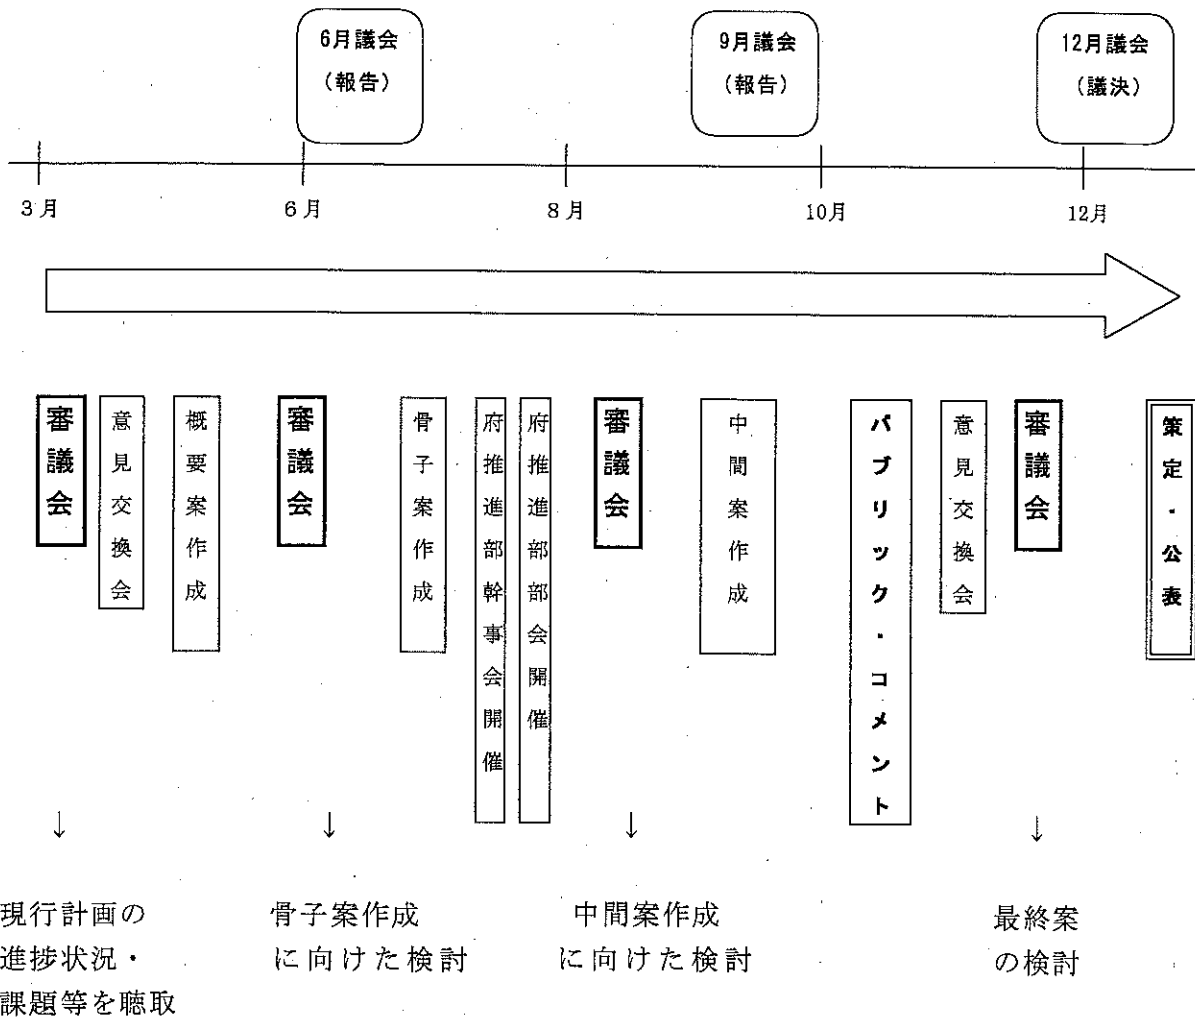 6月議会
（報告）
9月議会
（報告）
12月議会
（議決）
3月
6月
8月
10月
12月
審議会
意見交換会
概要案作成
審議会
骨子案作成
府推進部幹事会開催
府推進部部会開催
審議会
中間案作成
パブリック・コメント
意見交換会
審議会
策定・公表
↓
↓
↓
↓
現行計画の
進捗状況・
課題等を聴取
骨子案作成
に向けた検討
中間案作成
に向けた検討
最終案
の検討